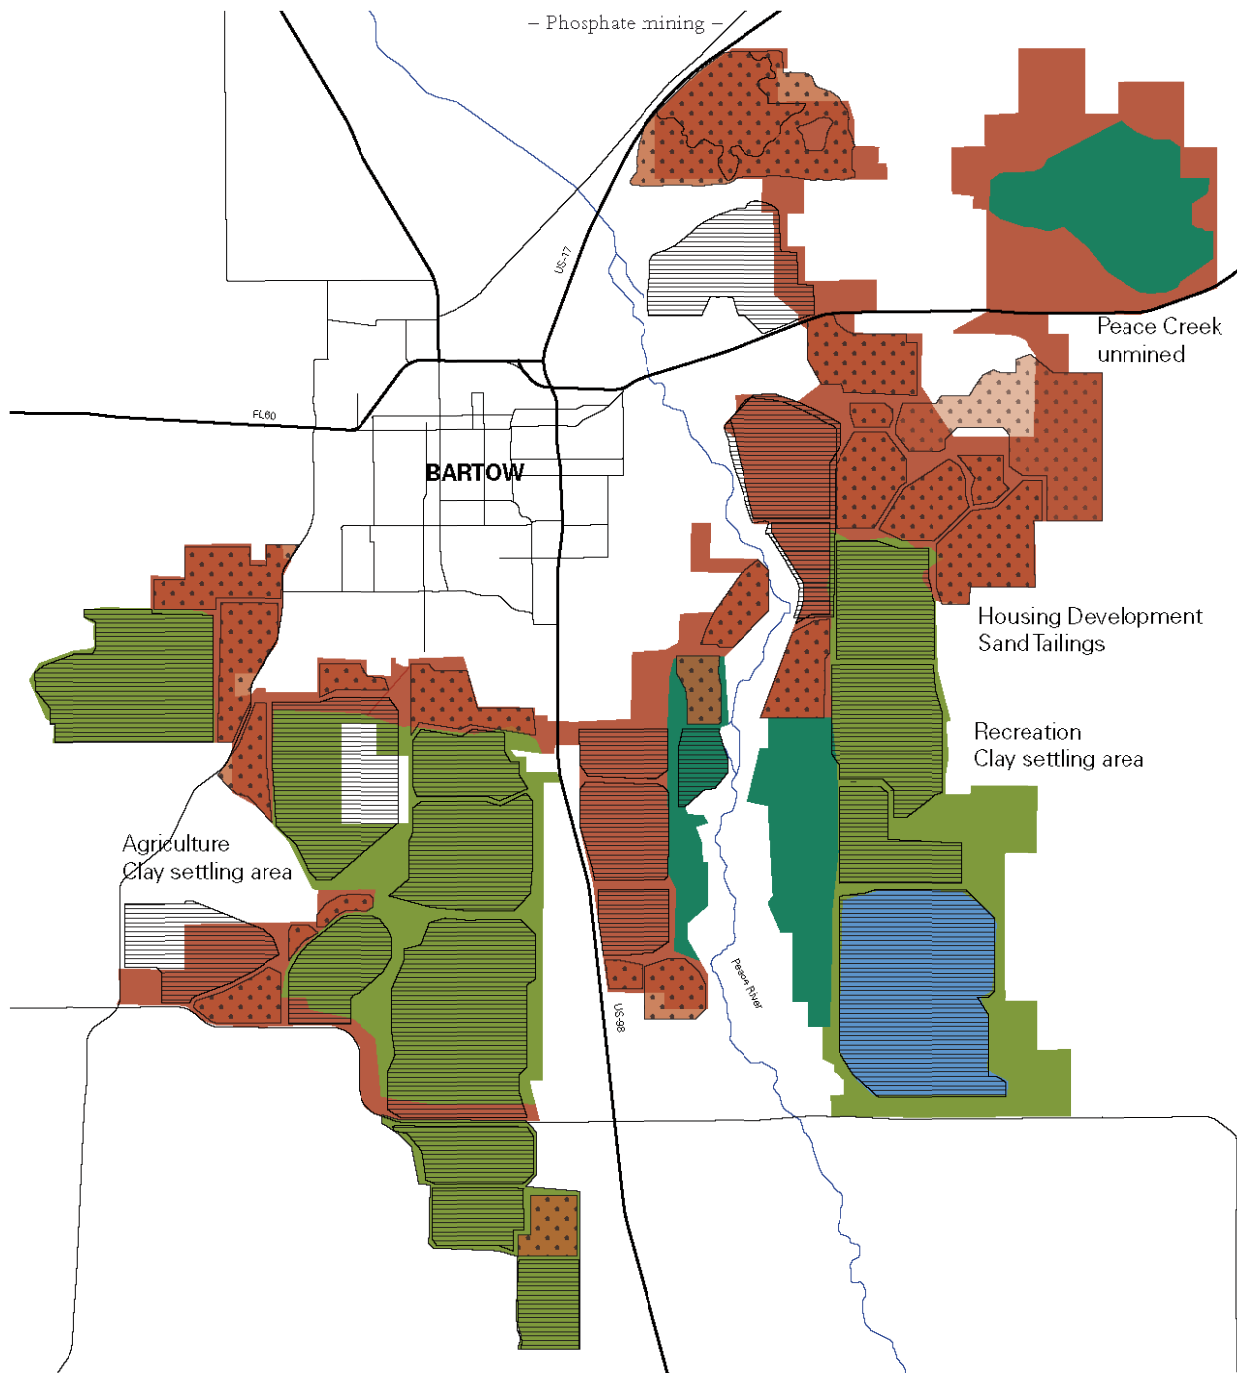 – Phosphate mining –
US-17
Peace Creek
unmined
FL60
BARTOW
Housing Development
Sand Tailings
Recreation
Clay settling area
Agriculture
Clay settling area
Peace River
US-98